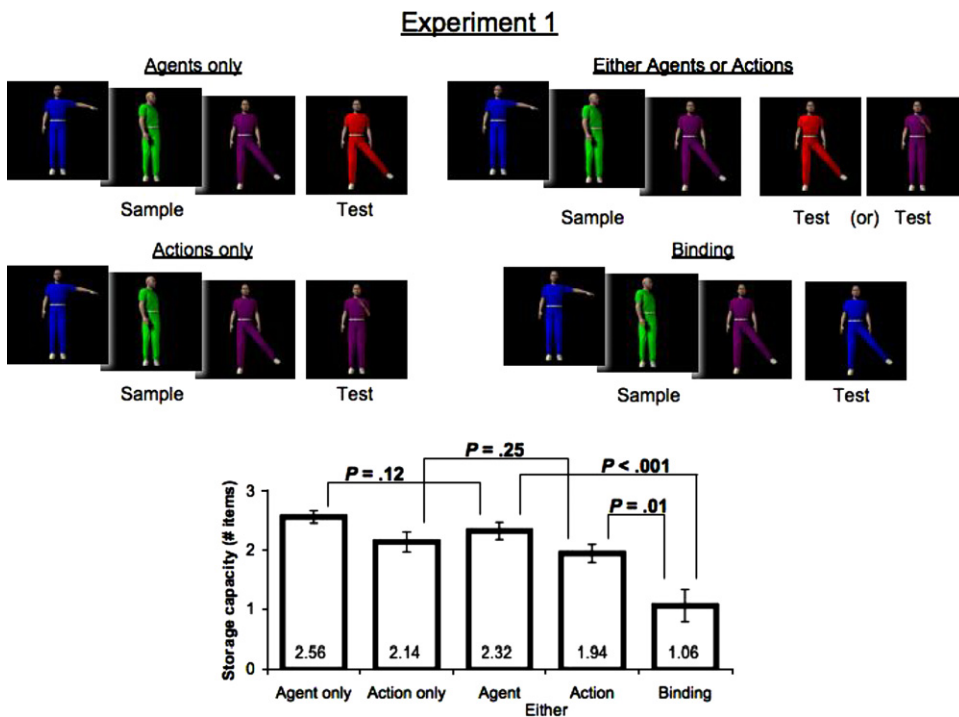 Experiment 1
Agents only
Sample
Test
Either Agents or Actions
Sample
Test (or) Test
Actions only
Sample
Test
Binding
Sample
Test
P = .25
P = .12
P < .001
P = .01
Storage capacity (# items)
3
2
1
0
2.56
2.14
2.32
1.94
1.06
Agent only
Action only
Agent
Action
Binding
Either